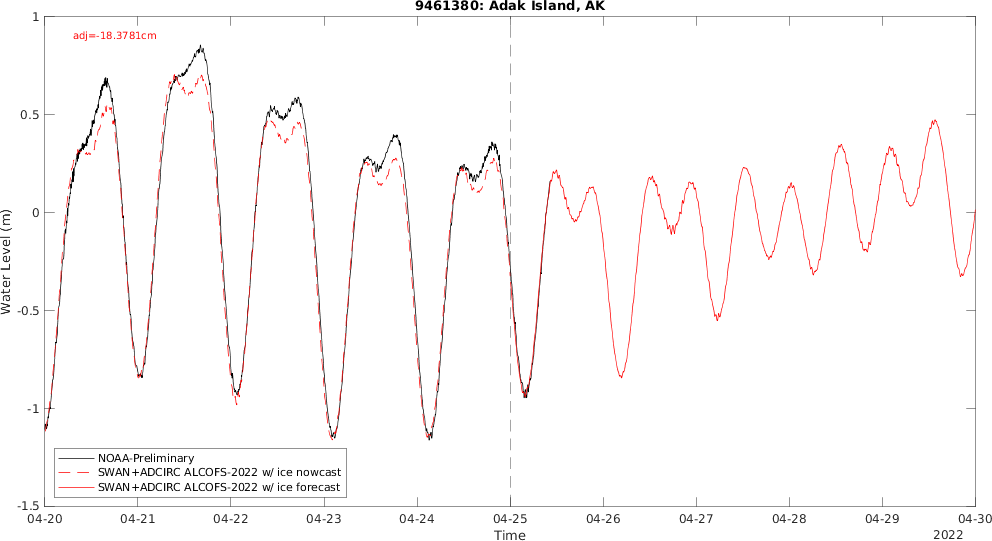 9461380: Adak Island, AK
adj=-18.3781cm
Water Level (m)
1
0.5
0
-0.5
-1
-1.5
NOAA-Preliminary
SWAN+ADCIRC ALCOFS-2022 w/ ice nowcast
SWAN+ADCIRC ALCOFS-2022 w/ ice forecast
04-20 04-21 04-22 04-23 04-24 04-25 04-26 04-27 04-28 04-29 04-30
Time
2022